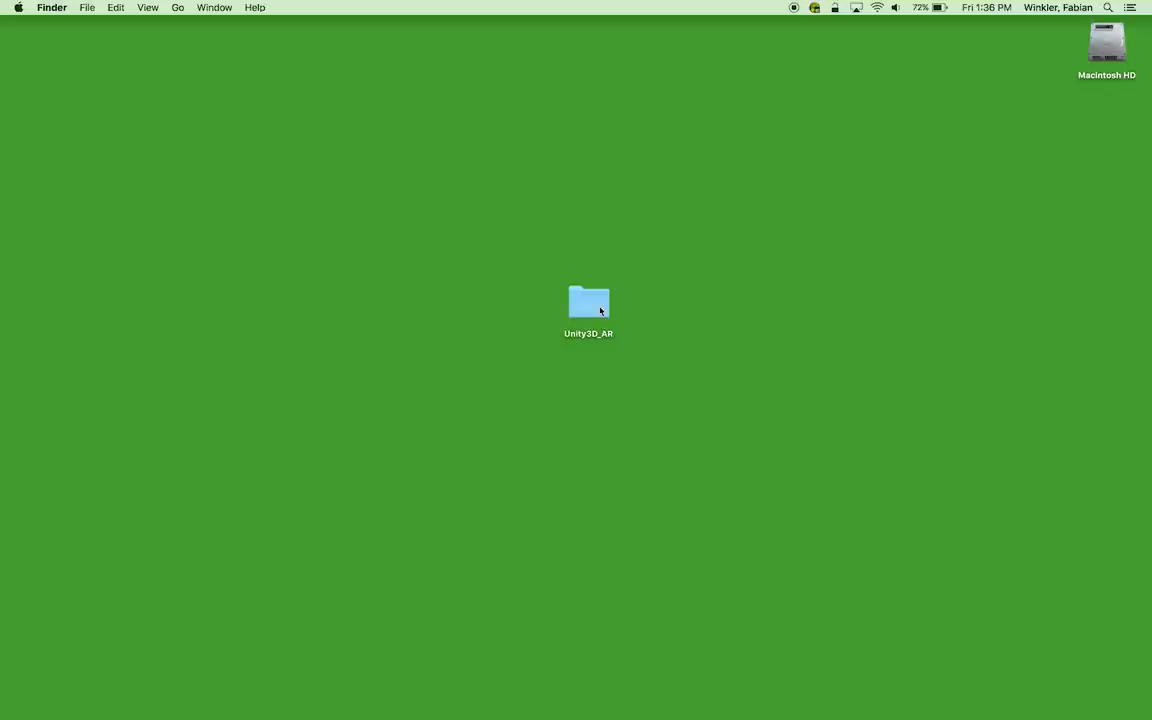 Finder File Edit View Go Window Help 72% Fri 1:36 PM Winkler, Fabian
Macintosh HD
Unity3D_AR